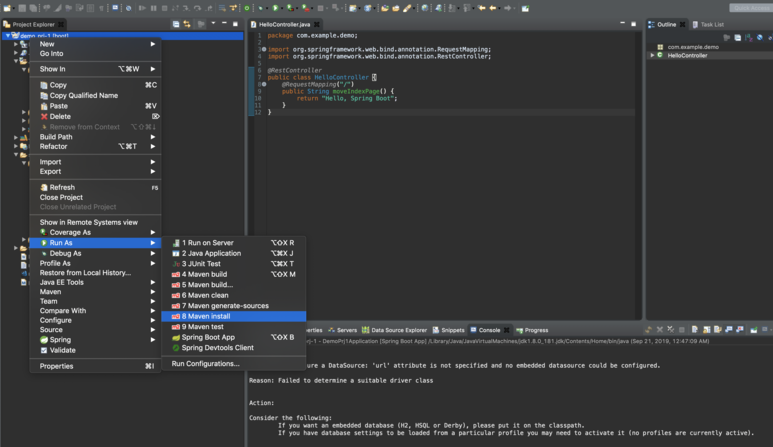 Quick Access
Project Explorer
demo_prj-1 [boot]
New
Go Into
Show In ⌥⌘W
Copy ⌘C
Copy Qualified Name
Paste ⌘V
Delete ⌦
Remove from Context ⌥⇧⌘↓
Build Path
Refactor ⌥⌘T
Import
Export
Refresh F5
Close Project
Close Unrelated Project
Show in Remote Systems view
Coverage As
Run As
Debug As
Profile As
Restore from Local History...
Java EE Tools
Maven
Team
Compare With
Configure
Source
Spring
Validate
Properties ⌘I
1 Run on Server ⌥⇧X R
2 Java Application ⌥⌘X J
3 JUnit Test ⌥⌘X T
4 Maven build ⌥⇧X M
5 Maven build...
6 Maven clean
7 Maven generate-sources
8 Maven install
9 Maven test
Spring Boot App ⌥⇧X B
Spring Devtools Client
Run Configurations...
HelloController.java
1 package com.example.demo;
2
3 import org.springframework.web.bind.annotation.RequestMapping;
4 import org.springframework.web.bind.annotation.RestController;
5
6 @RestController
7 public class HelloController {
8 @RequestMapping("/")
9 public String moveIndexPage() {
10 return "Hello, Spring Boot";
11 }
12 }
Outline
Task List
com.example.demo
HelloController
erties
Servers
Data Source Explorer
Snippets
Console
Progress
prj-1 - DemoPrj1Application [Spring Boot App] /Library/Java/JavaVirtualMachines/jdk1.8.0_181.jdk/Contents/Home/bin/java (Sep 21, 2019, 12:47:09 AM)
ure a DataSource: 'url' attribute is not specified and no embedded datasource could be configured.
Reason: Failed to determine a suitable driver class
Action:
Consider the following:
If you want an embedded database (H2, HSQL or Derby), please put it on the classpath.
If you have database settings to be loaded from a particular profile you may need to activate it (no profiles are currently active).